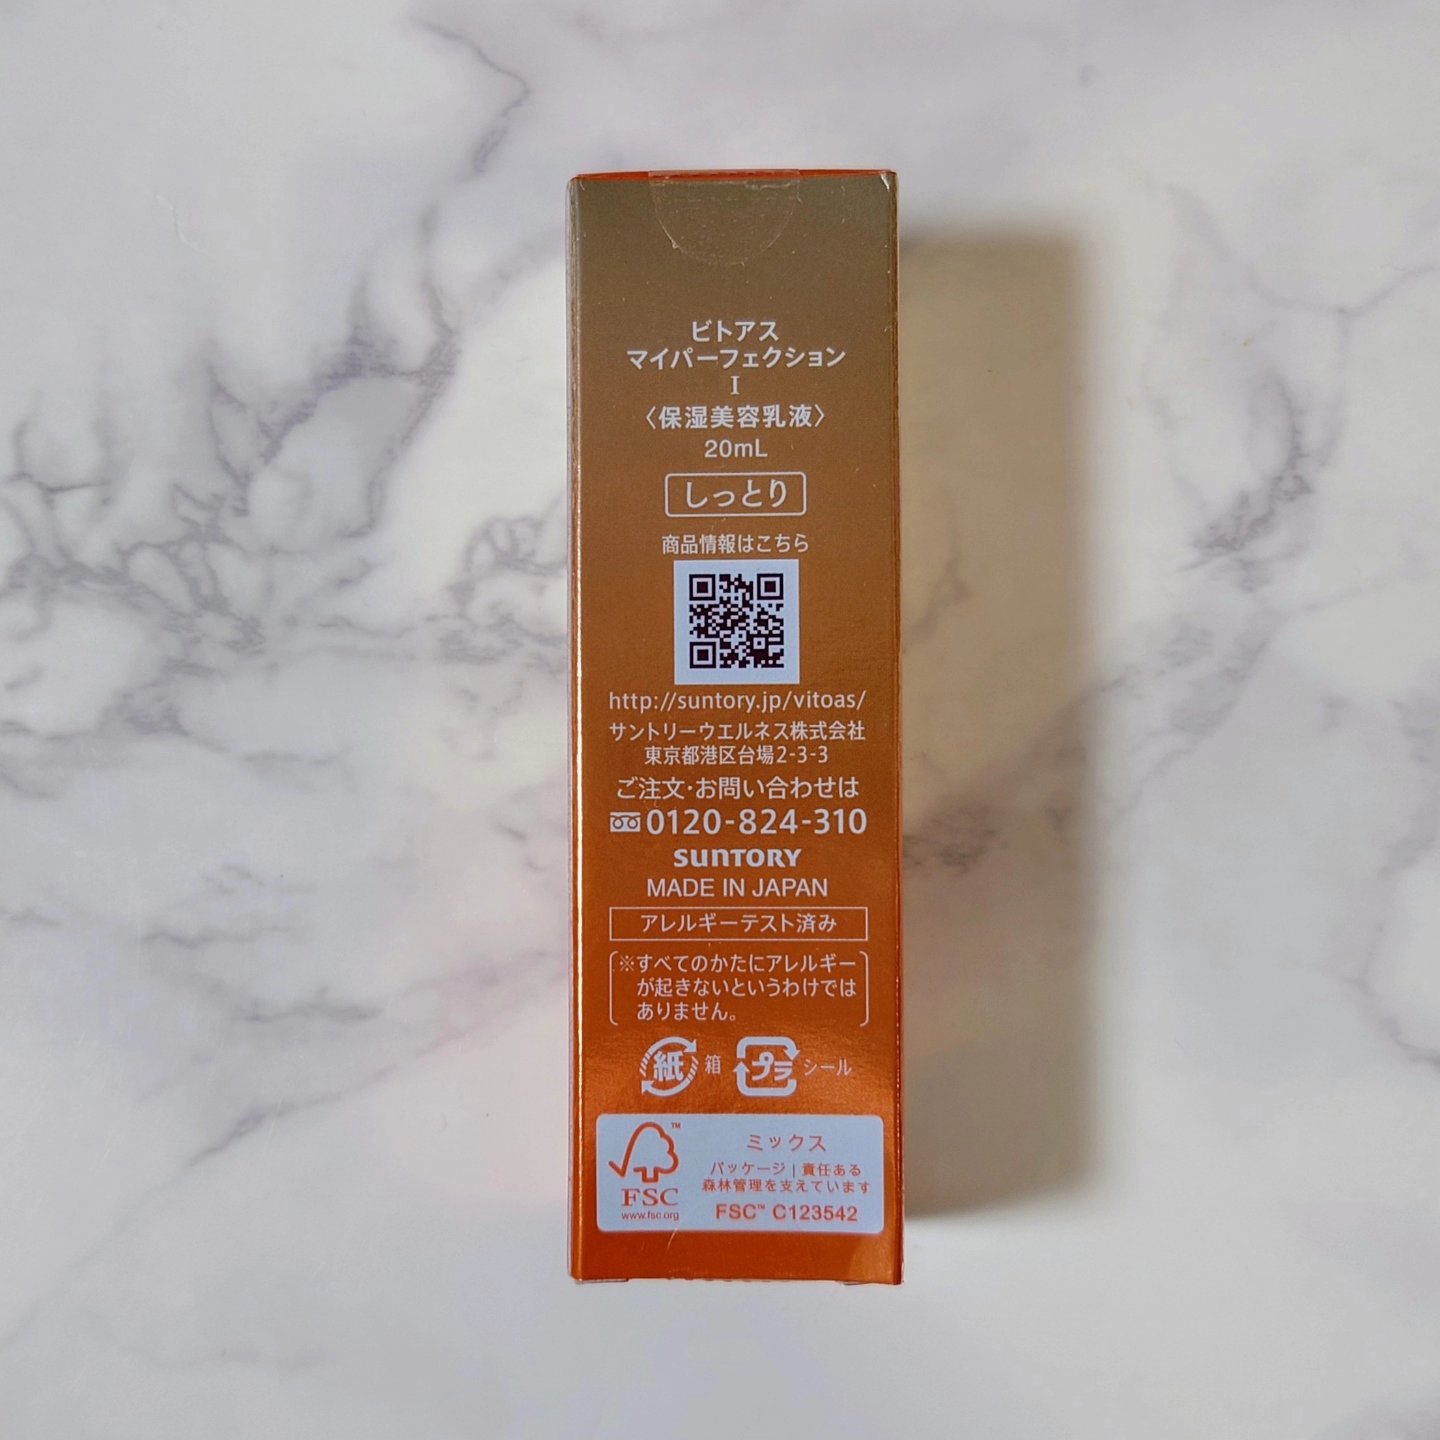 ビトアス
マイパーフェクション
I
〈保湿美容乳液〉
20mL
しっとり
商品情報はこちら
http://suntory.jp/vitoas/
サントリーウエルネス株式会社
東京都港区台場2-3-3
ご注文・お問い合わせは
0120-824-310
SUNTORY
MADE IN JAPAN
アレルギーテスト済み
※すべてのかたにアレルギー
が起きないというわけでは
ありません。
紙 箱 プラ シール
FSC
www.fsc.org
ミックス
パッケージ | 責任ある
森林管理を支えています
FSC™ C123542